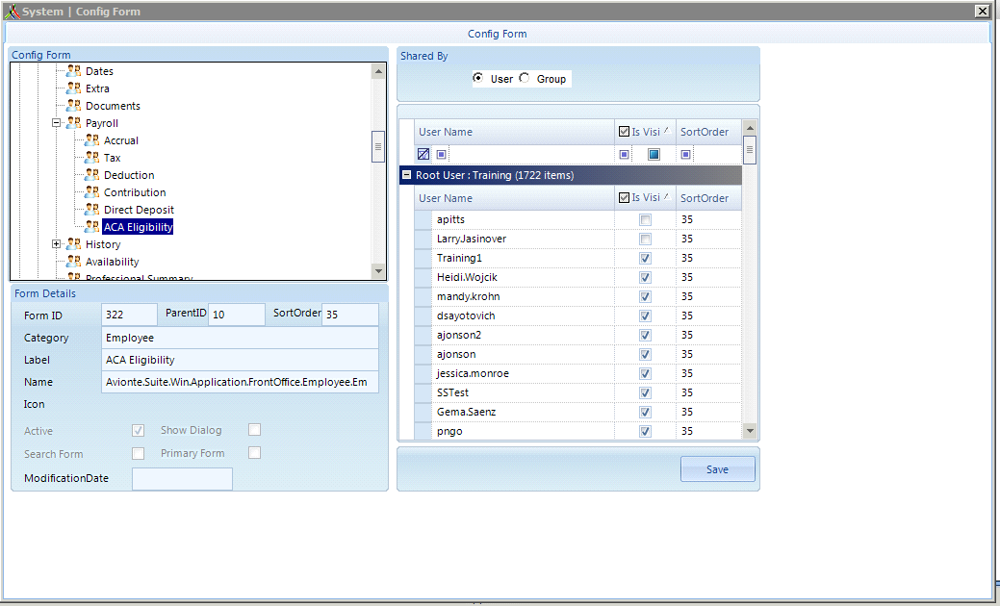 System | Config Form
Config Form
Config Form
Dates
Extra
Documents
Payroll
Accrual
Tax
Deduction
Contribution
Direct Deposit
ACA Eligibility
History
Availability
Professional Summary
Form Details
Form ID 322 ParentID 10 SortOrder 35
Category Employee
Label ACA Eligibility
Name Avionte.Suite.Win.Application.FrontOffice.Employee.Em
Icon
Active Show Dialog
Search Form Primary Form
ModificationDate
Shared By
User Group
User Name Is Visi SortOrder
Root User : Training (1722 items)
User Name Is Visi SortOrder
apitts 35
LarryJasinover 35
Training1 35
Heidi.Wojcik 35
mandy.krohn 35
dsayotovich 35
ajonson2 35
ajonson 35
jessica.monroe 35
SSTest 35
Gema.Saenz 35
pngo 35
Save